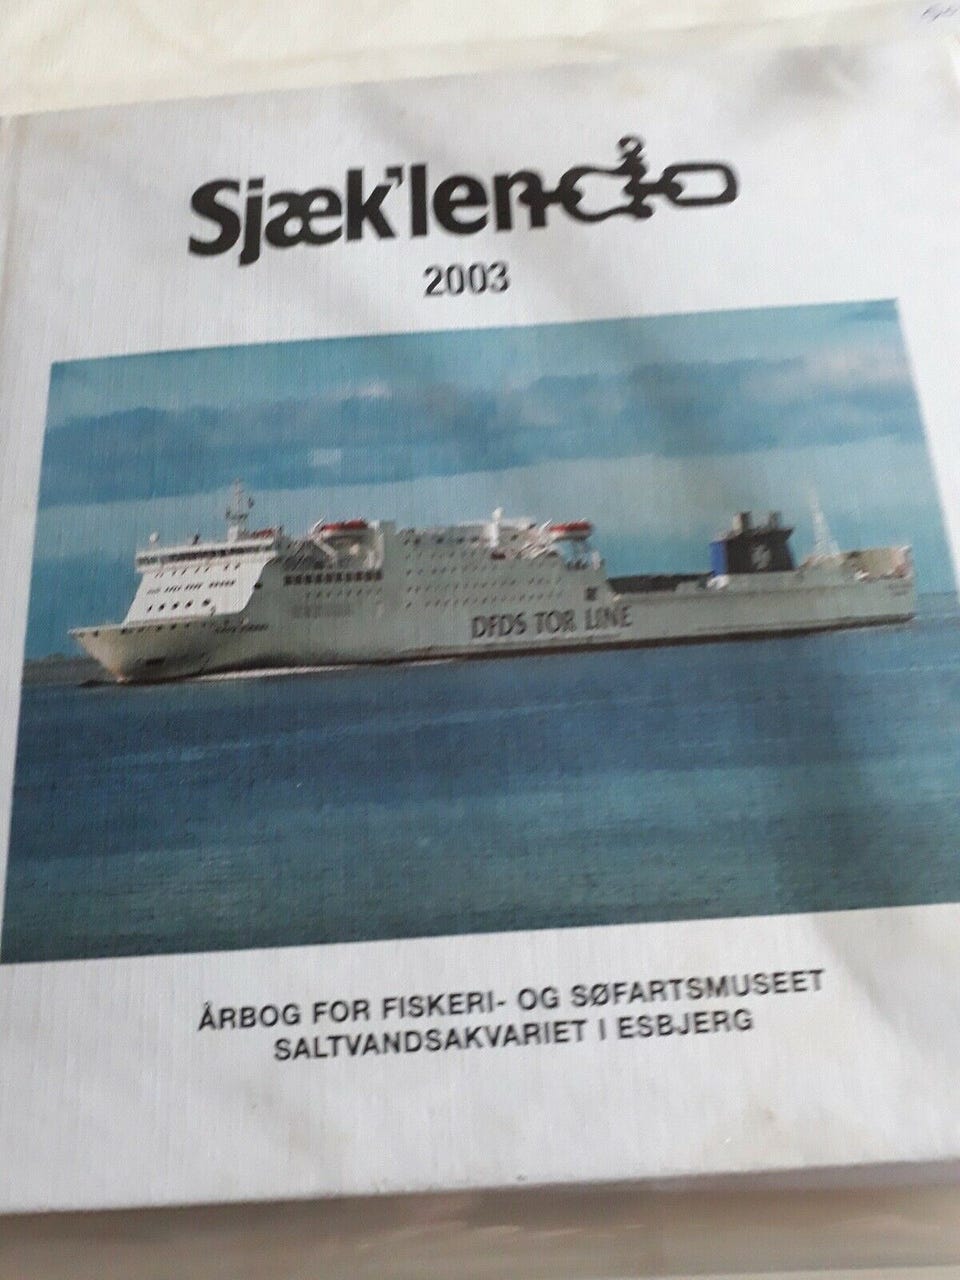 Sjæk'len
2003
DFDS TOR LINE
ÅRBOG FOR FISKERI- OG SØFARTSMUSEET
SALTVANDSAKVARIET I ESBJERG